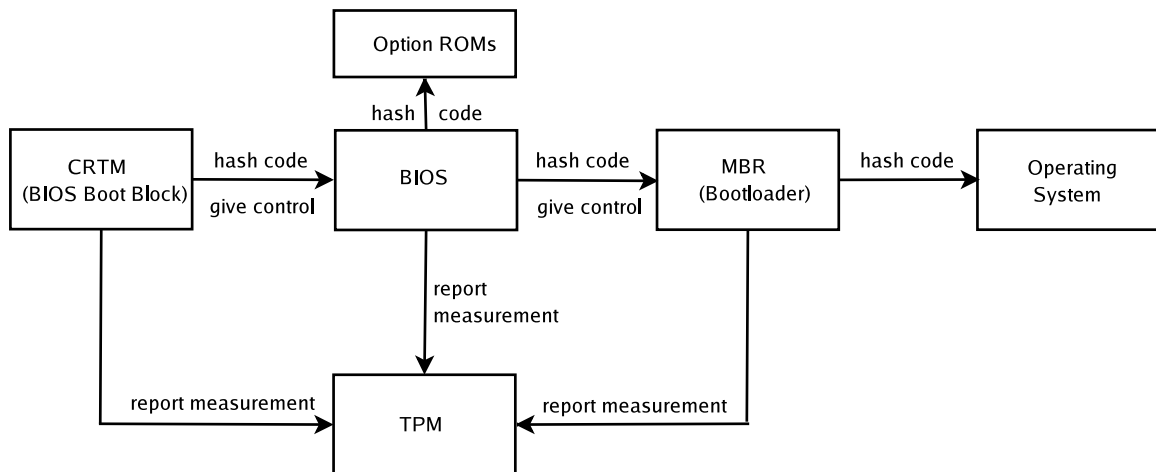 Option ROMs
hash code
CRTM
(BIOS Boot Block)
hash code
give control
BIOS
hash code
give control
MBR
(Bootloader)
hash code
Operating
System
report
measurement
report measurement
TPM
report measurement